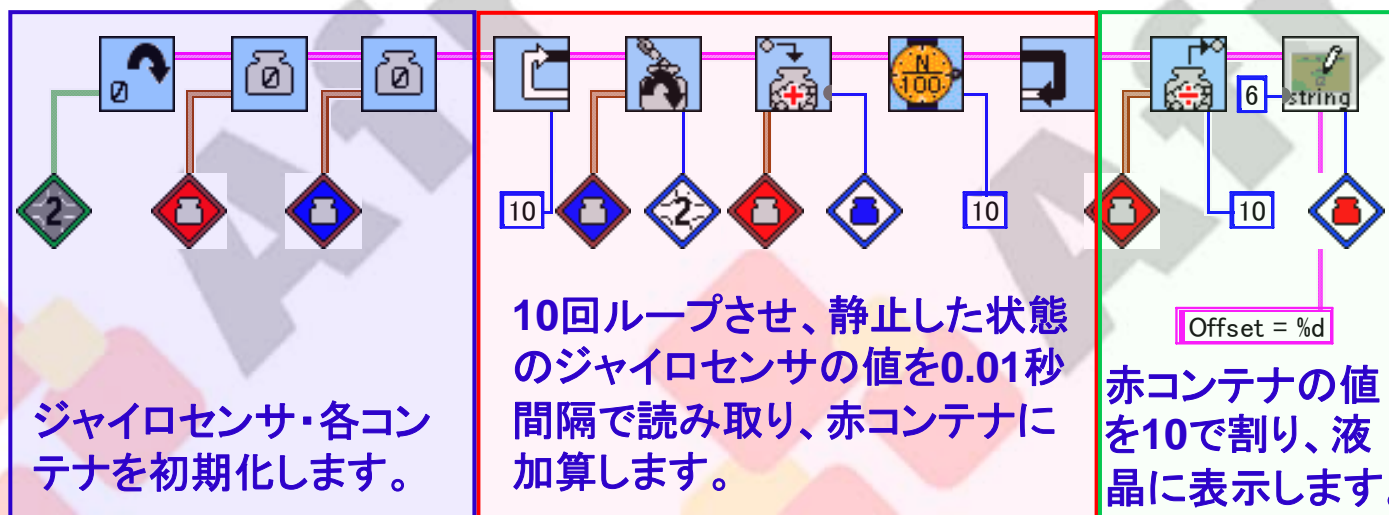 0
0
0
N
100
6
string
2
10
2
10
10
Offset = %d
ジャイロセンサ・各コン
テナを初期化します。
10回ループさせ、静止した状態
のジャイロセンサの値を0.01秒
間隔で読み取り、赤コンテナに
加算します。
赤コンテナの値
を10で割り、液
晶に表示します。